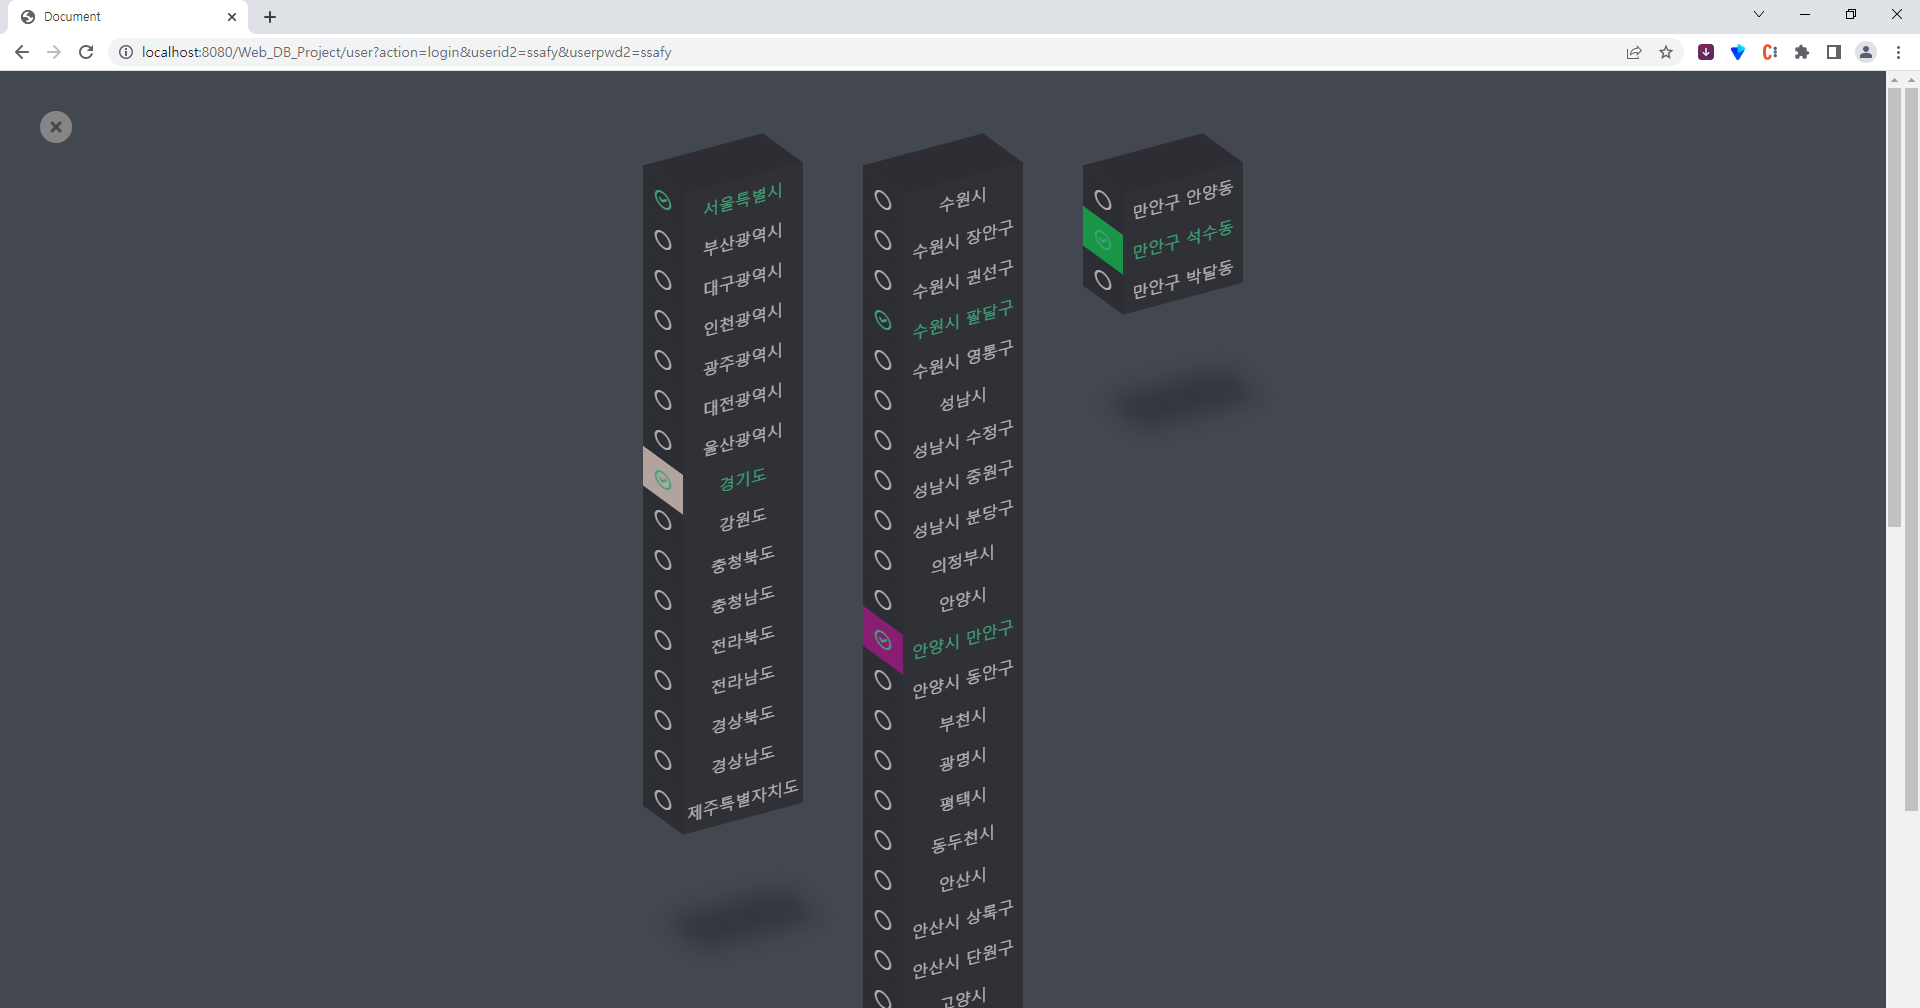 Document
localhost:8080/Web_DB_Project/user?action=login&userid2=ssafy&userpwd2=ssafy
서울특별시
부산광역시
대구광역시
인천광역시
광주광역시
대전광역시
울산광역시
경기도
강원도
충청북도
충청남도
전라북도
전라남도
경상북도
경상남도
제주특별자치도
수원시
수원시 장안구
수원시 권선구
수원시 팔달구
수원시 영통구
성남시
성남시 수정구
성남시 중원구
성남시 분당구
의정부시
안양시
안양시 만안구
안양시 동안구
부천시
광명시
평택시
동두천시
안산시
안산시 상록구
안산시 단원구
고양시
만안구 안양동
만안구 석수동
만안구 박달동